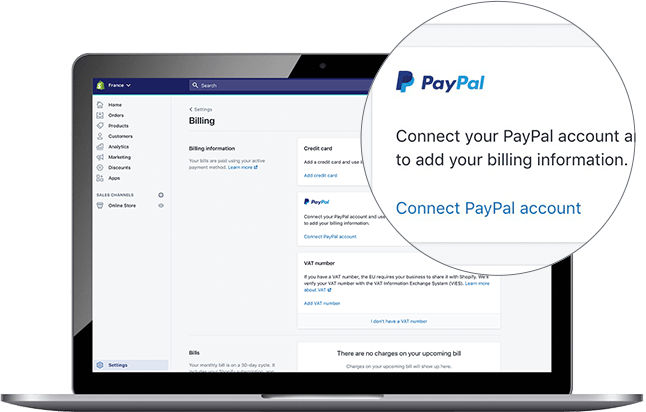 France
Search
Home
Orders
Products
Customers
Analytics
Marketing
Discounts
Apps
SALES CHANNELS
Online Store
Settings
Settings
Billing
Billing information
Your bills are paid using your active
payment method. Learn more
Credit card
Add a credit card and use i
Add credit card
PayPal
Connect your PayPal account and use
to add your billing information.
Connect PayPal account
VAT number
If you have a VAT number, the EU requires your business to share it with Shopify. We'll
verify your VAT number with the VAT Information Exchange System (VIES). Learn more
about VAT
Add VAT number
I don't have a VAT number
Bills
Your monthly bill is on a 30-day cycle. It
includes your Shopify subscription, and
There are no charges on your upcoming bill
Charges on your upcoming bill will show up here.
PayPal
Connect your PayPal account a
to add your billing information.
Connect PayPal account